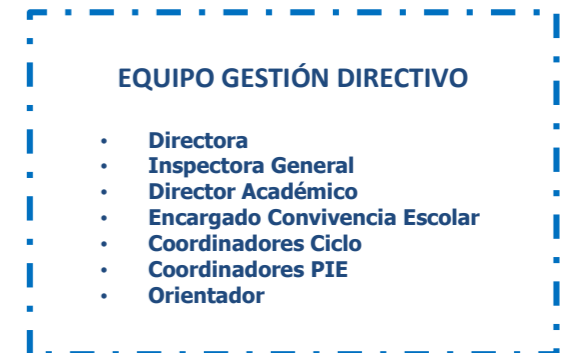 EQUIPO GESTIÓN DIRECTIVO
• Directora
• Inspectora General
• Director Académico
• Encargado Convivencia Escolar
• Coordinadores Ciclo
• Coordinadores PIE
• Orientador